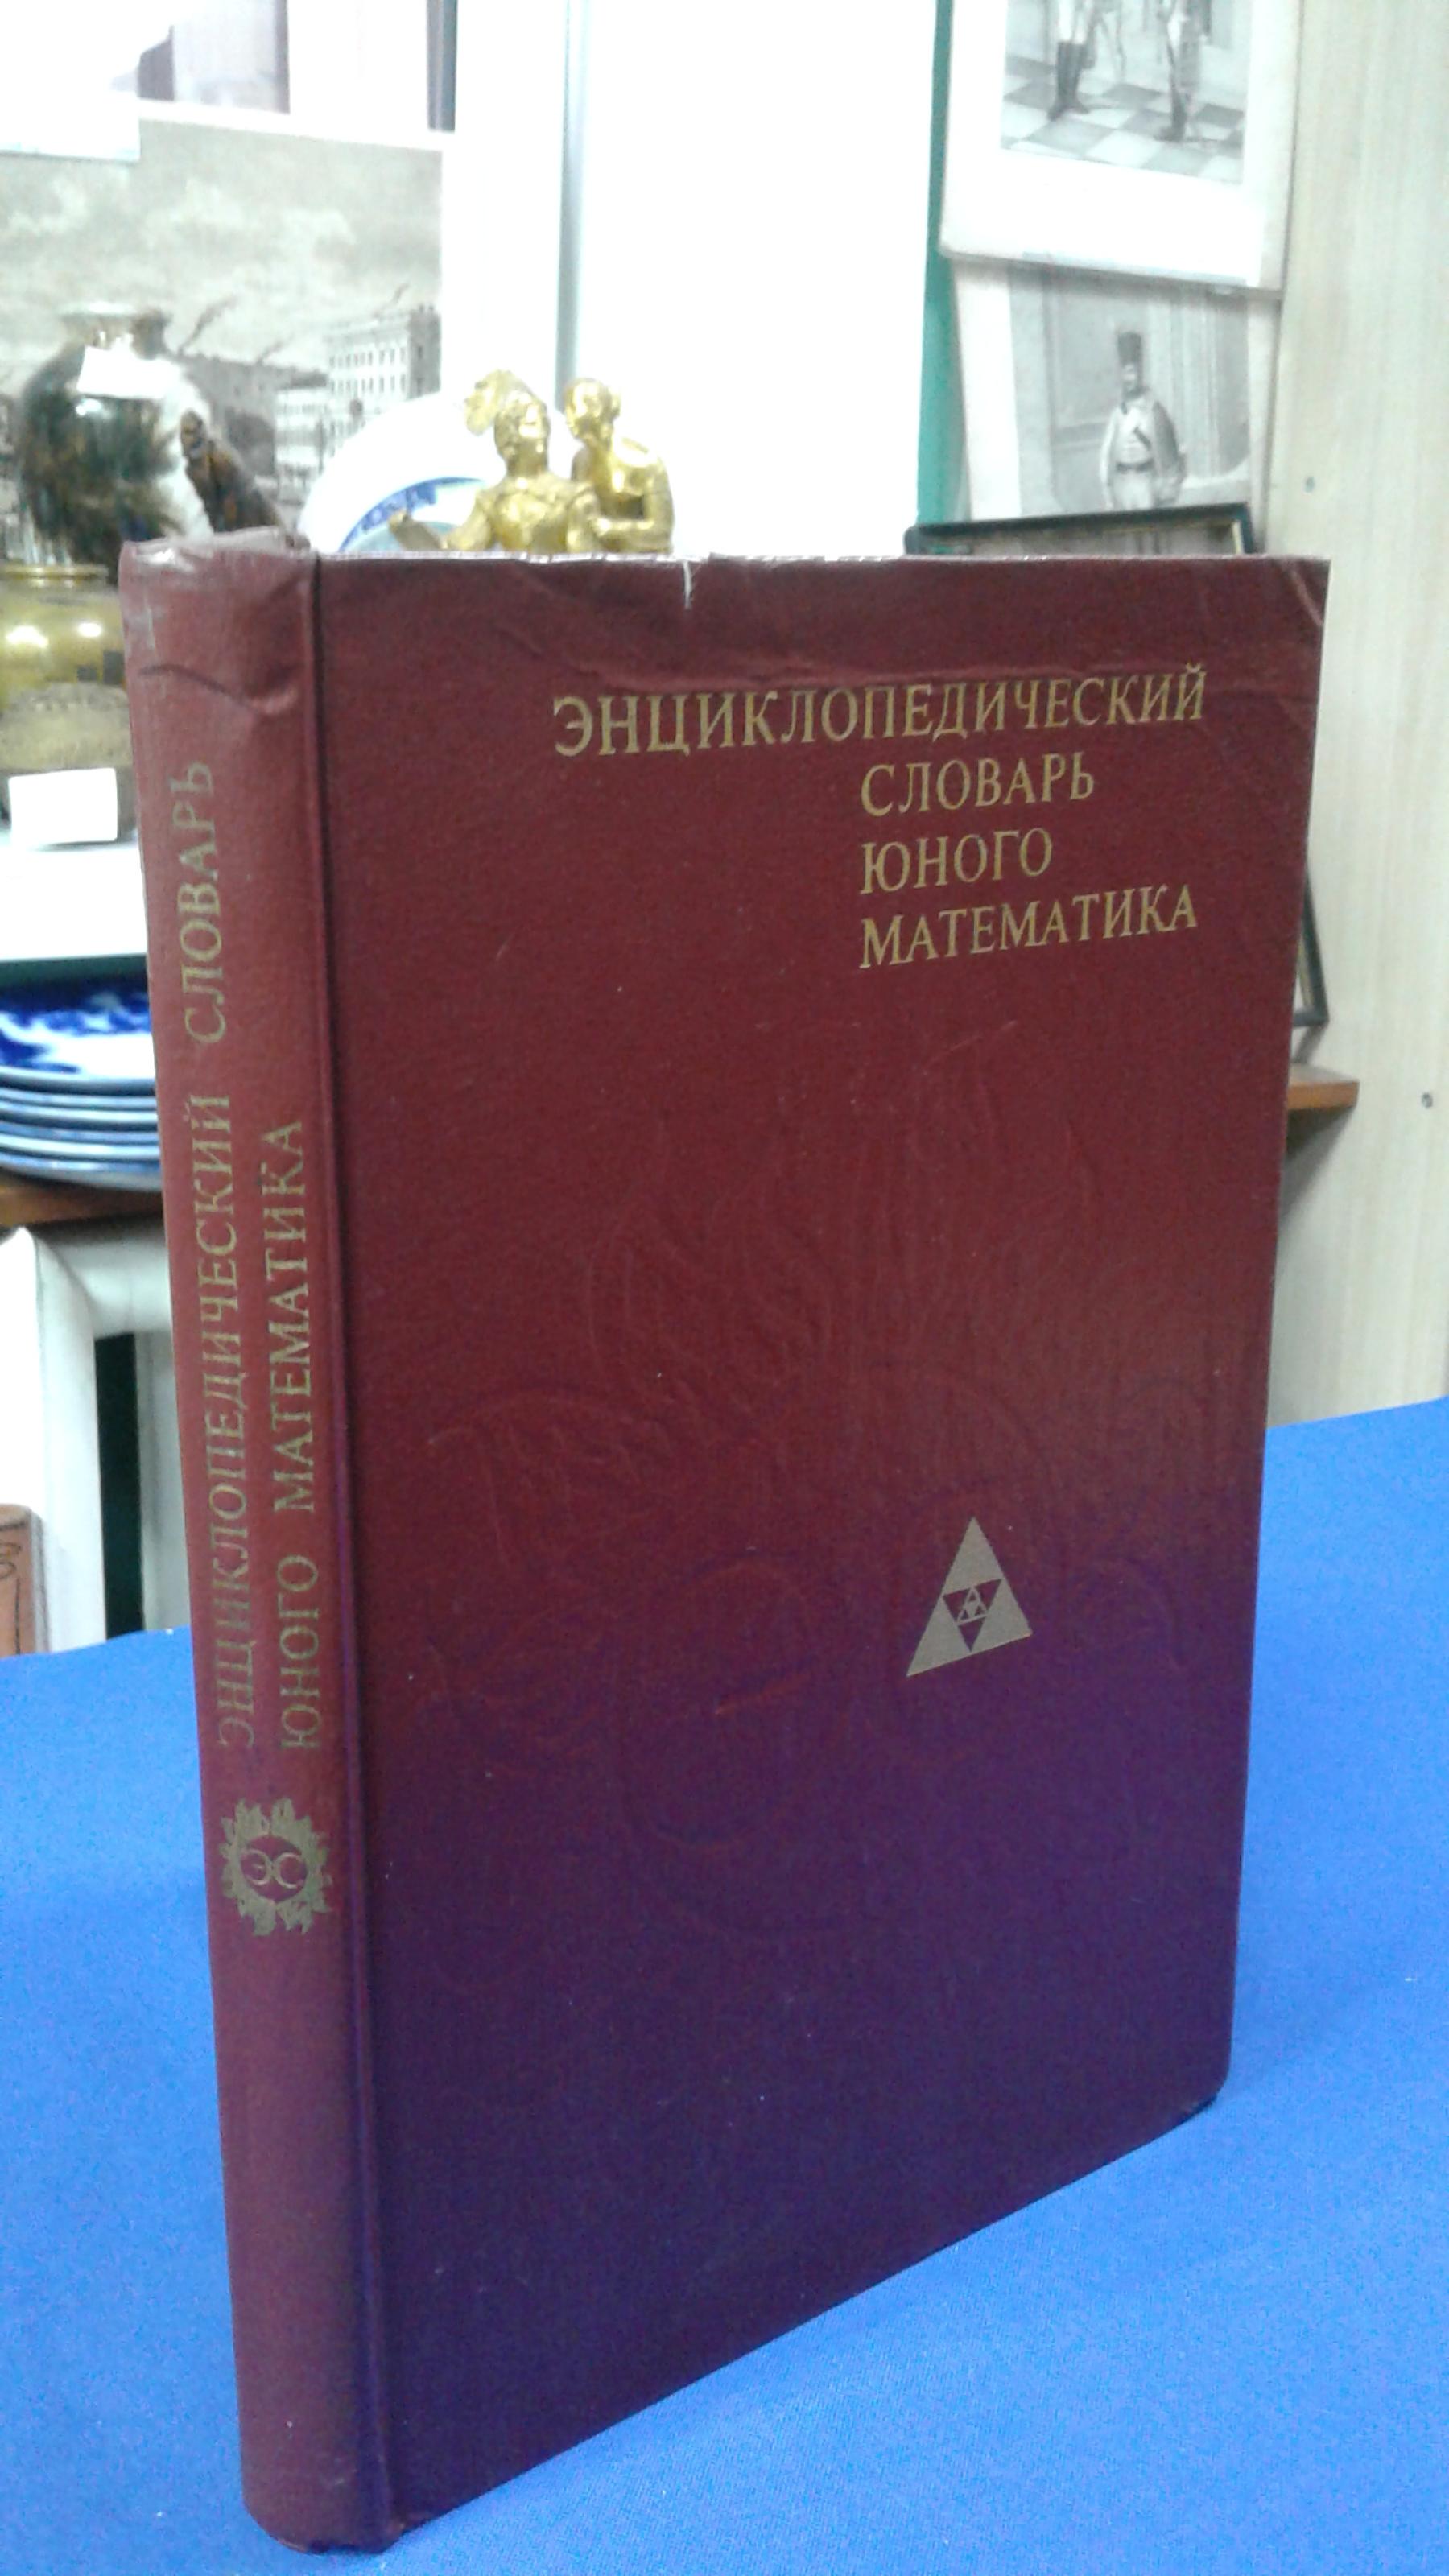 ЭНЦИКЛОПЕДИЧЕСКИЙ
СЛОВАРЬ
ЮНОГО
МАТЕМАТИКА
ЭНЦИКЛОПЕДИЧЕСКИЙ СЛОВАРЬ
ЮНОГО МАТЕМАТИКА
ЭС